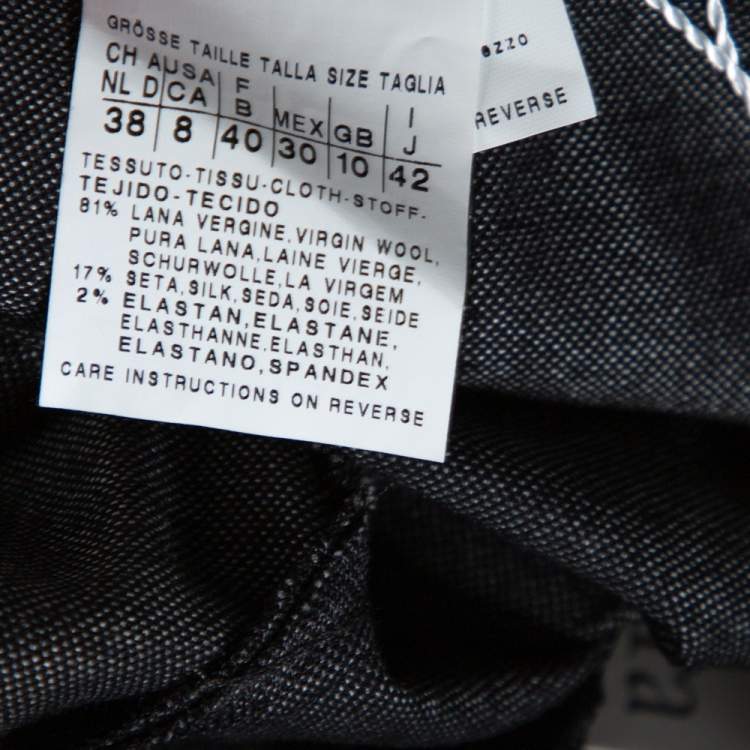 GRÖSSE TAILLE TALLA SIZE TAGLIA
CH AUSA F I
NL D CA B MEX GB J
38 8 40 30 10 42
TESSUTO-TISSU-CLOTH-STOFF-
TEJIDO-TECIDO
81% LANA VERGINE,VIRGIN WOOL,
PURA LANA,LAINE VIERGE,
SCHURWOLLE,LA VIRGEM
17% SETA,SILK,SEDA,SOIE,SEIDE
2% ELASTAN,ELASTANE,
ELASTHANNE,ELASTHAN,
ELASTANO,SPANDEX
CARE INSTRUCTIONS ON REVERSE
ezzo
REVERSE